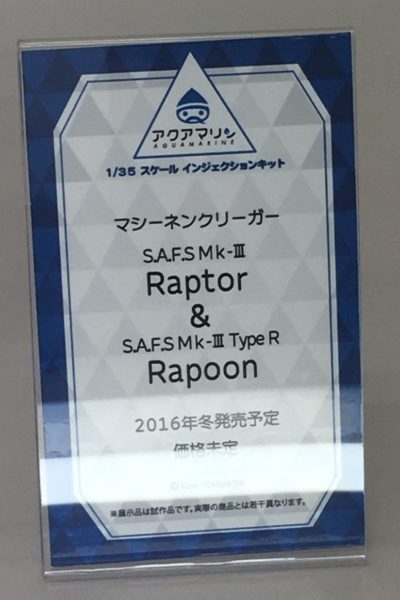 アクアマリン
AQUAMARINE
1/35 スケール インジェクションキット
マシーネンクリーガー
S.A.F.S Mk-Ⅲ
Raptor
&
S.A.F.S Mk-Ⅲ Type R
Rapoon
2016年冬発売予定
価格未定
© Kow Yokoyama
※展示品は試作品です。実際の商品とは若干異なります。